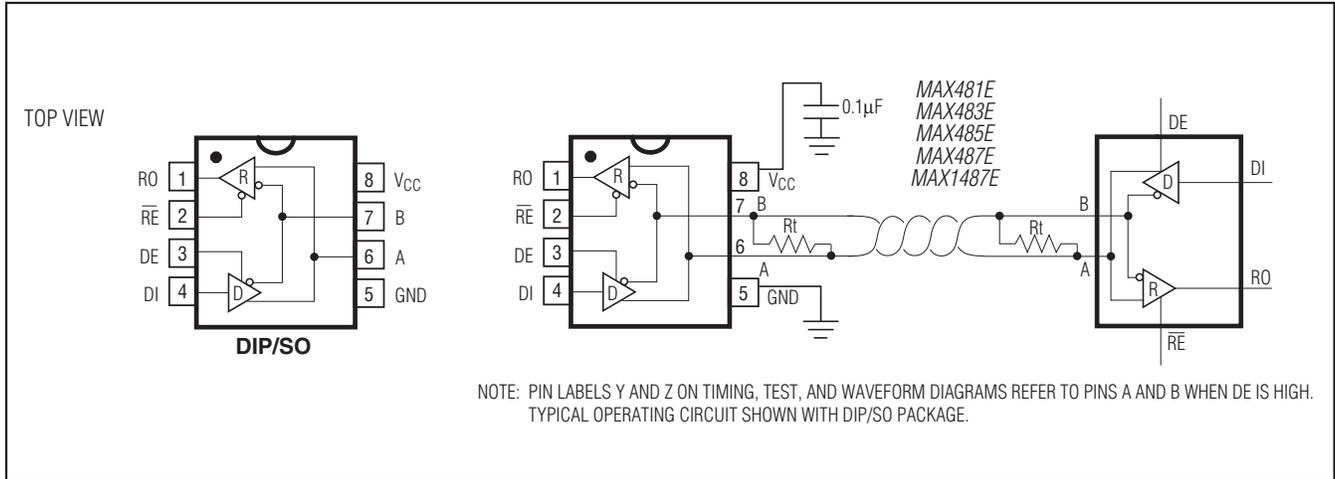 TOP VIEW
RO 1
RE 2
DE 3
DI 4
8 VCC
7 B
6 A
5 GND
R
D
DIP/SO
RO 1
RE 2
DE 3
DI 4
R
D
8 VCC
7 B
6 A
5 GND
0.1µF
MAX481E
MAX483E
MAX485E
MAX487E
MAX1487E
Rt
Rt
B
A
DE
DI
D
R
RO
RE
NOTE: PIN LABELS Y AND Z ON TIMING, TEST, AND WAVEFORM DIAGRAMS REFER TO PINS A AND B WHEN DE IS HIGH.
TYPICAL OPERATING CIRCUIT SHOWN WITH DIP/SO PACKAGE.